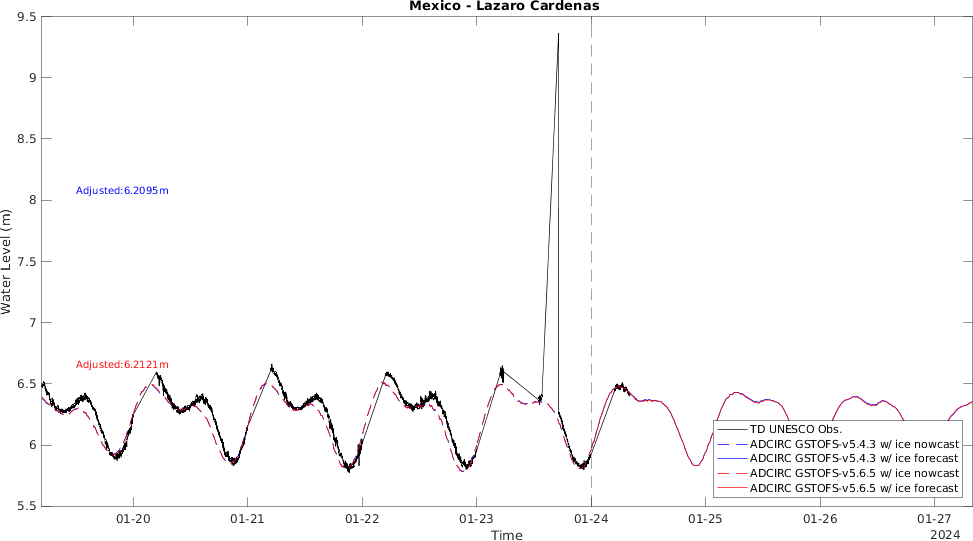 Mexico - Lazaro Cardenas
9.5
9
8.5
8
7.5
7
6.5
6
5.5
Water Level (m)
Adjusted:6.2095m
Adjusted:6.2121m
TD UNESCO Obs.
ADCIRC GSTOFS-v5.4.3 w/ ice nowcast
ADCIRC GSTOFS-v5.4.3 w/ ice forecast
ADCIRC GSTOFS-v5.6.5 w/ ice nowcast
ADCIRC GSTOFS-v5.6.5 w/ ice forecast
01-20 01-21 01-22 01-23 01-24 01-25 01-26 01-27
Time
2024